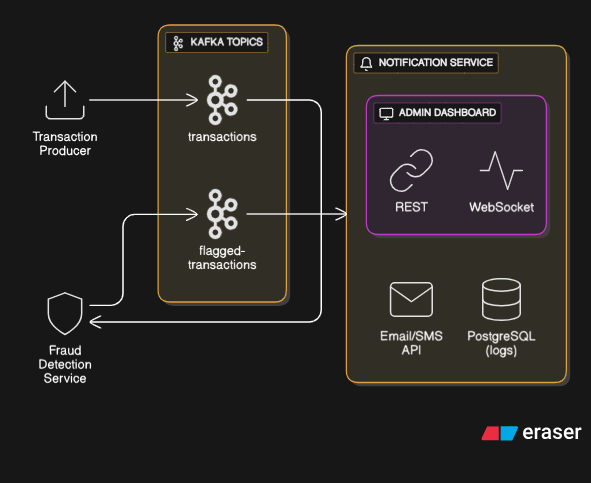 KAFKA TOPICS
NOTIFICATION SERVICE
ADMIN DASHBOARD
Transaction
Producer
transactions
REST
WebSocket
flagged-
transactions
Email/SMS
API
PostgreSQL
(logs)
Fraud
Detection
Service
eraser